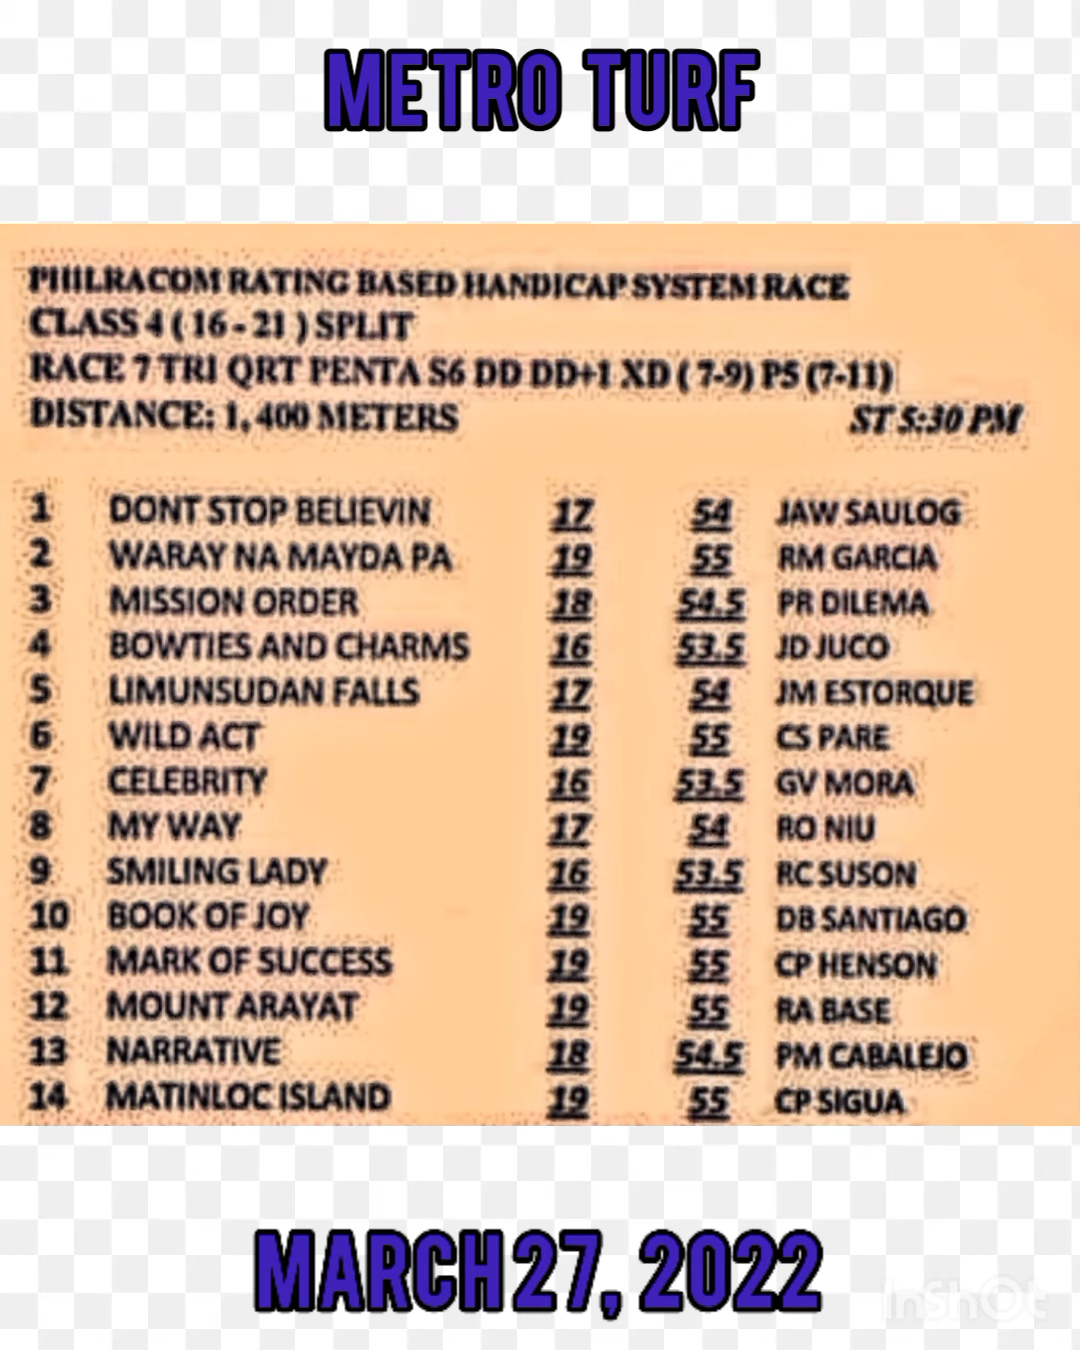 METRO TURF
PHILRACOM RATING BASED HANDICAP SYSTEM RACE
CLASS 4 ( 16 - 21 ) SPLIT
RACE 7 TRI QRT PENTA S6 DD DD+1 XD ( 7-9) P5 (7-11)
DISTANCE: 1, 400 METERS ST 5:30 PM
1 DONT STOP BELIEVIN 17 54 JAW SAULOG
2 WARAY NA MAYDA PA 19 55 RM GARCIA
3 MISSION ORDER 18 54.5 PR DILEMA
4 BOWTIES AND CHARMS 16 53.5 JD JUCO
5 LIMUNSUDAN FALLS 17 54 JM ESTORQUE
6 WILD ACT 19 55 CS PARE
7 CELEBRITY 16 53.5 GV MORA
8 MY WAY 17 54 RO NIU
9 SMILING LADY 16 53.5 RC SUSON
10 BOOK OF JOY 19 55 DB SANTIAGO
11 MARK OF SUCCESS 19 55 CP HENSON
12 MOUNT ARAYAT 19 55 RA BASE
13 NARRATIVE 18 54.5 PM CABALEJO
14 MATINLOC ISLAND 19 55 CP SIGUA
MARCH 27, 2022
InShOt